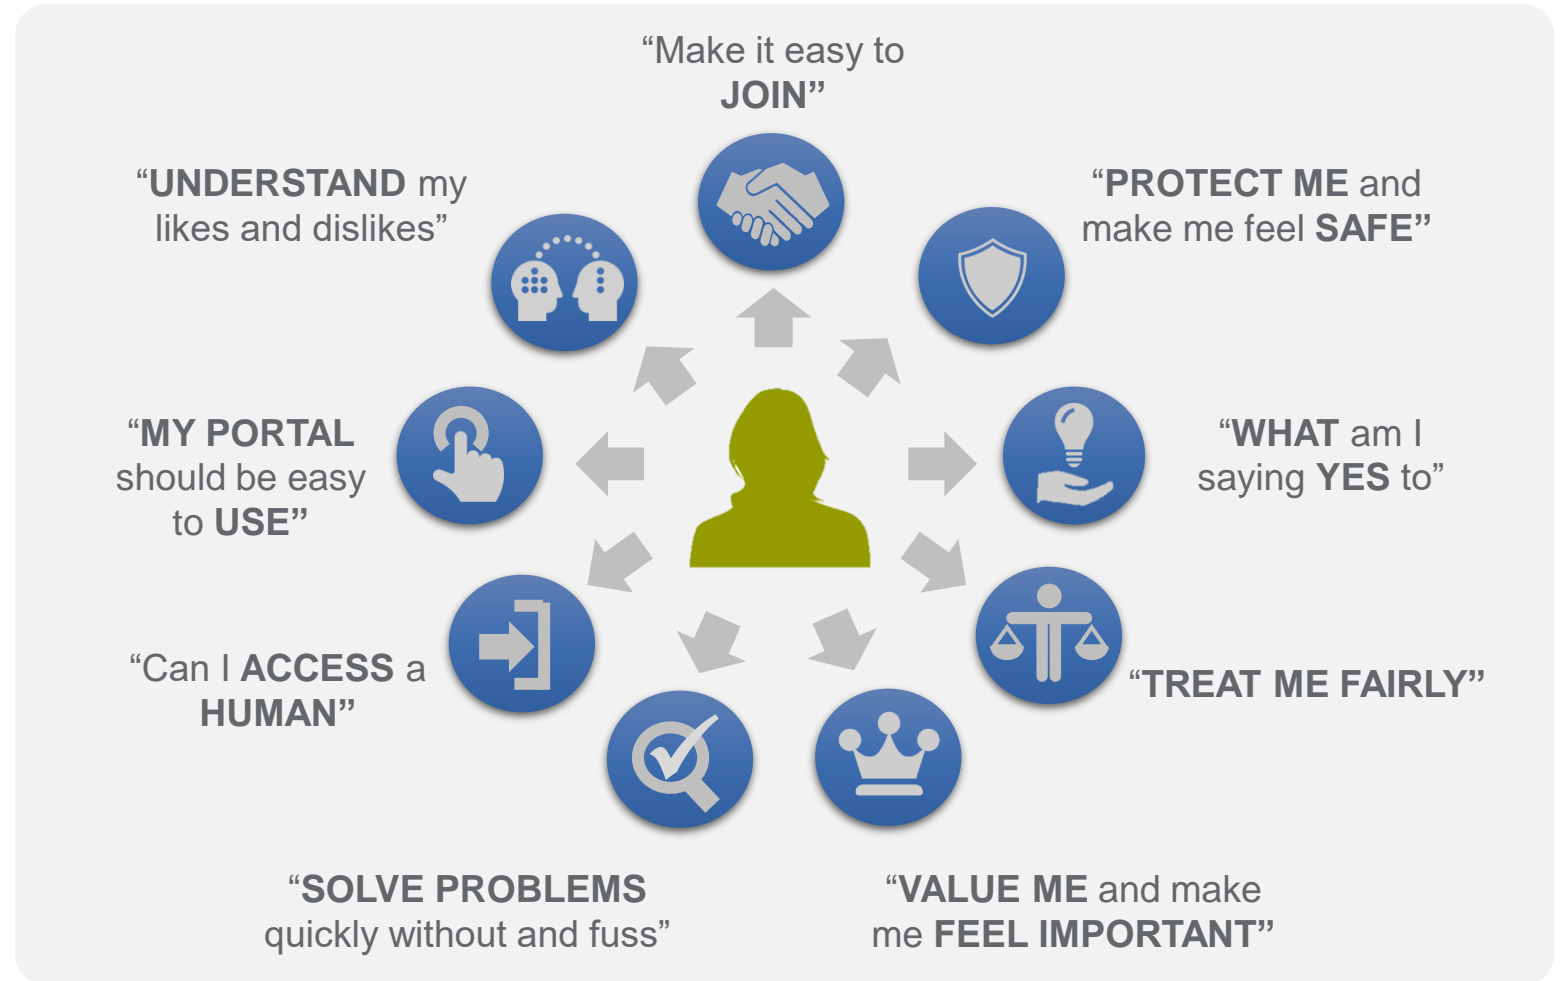 “Make it easy to
JOIN”
“UNDERSTAND my
likes and dislikes”
“PROTECT ME and
make me feel SAFE”
“MY PORTAL
should be easy
to USE”
“WHAT am I
saying YES to”
“Can I ACCESS a
HUMAN”
“TREAT ME FAIRLY”
“SOLVE PROBLEMS
quickly without and fuss”
“VALUE ME and make
me FEEL IMPORTANT”